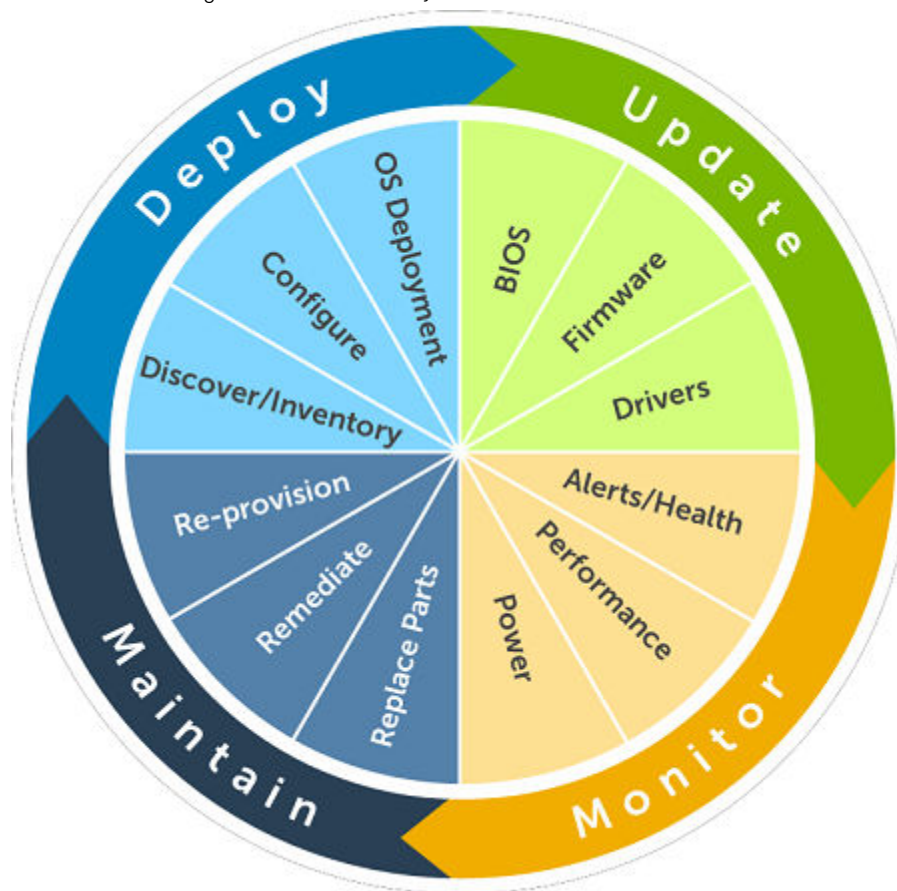 Deploy
Update
Monitor
Maintain
OS Deployment
Configure
Discover/Inventory
BIOS
Firmware
Drivers
Alerts/Health
Performance
Power
Replace Parts
Remediate
Re-provision